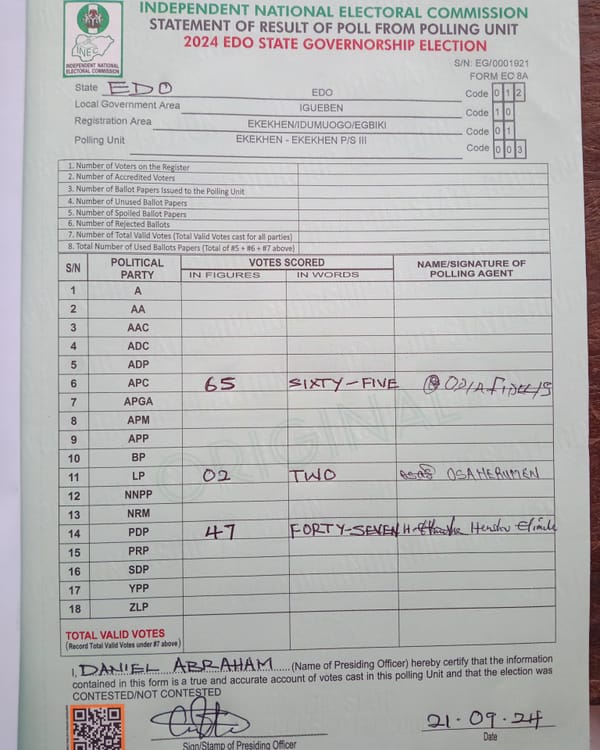 INDEPENDENT NATIONAL ELECTORAL COMMISSION
STATEMENT OF RESULT OF POLL FROM POLLING UNIT
2024 EDO STATE GOVERNORSHIP ELECTION
INEC
INDEPENDENT NATIONAL
ELECTORAL COMMISSION
S/N: EG/0001921
FORM EC 8A
State EDO EDO Code 0 1 2
Local Government Area IGUEBEN Code 1 0
Registration Area EKEKHEN/IDUMUOGO/EGBIKI Code 0 1
Polling Unit EKEKHEN - EKEKHEN P/S III Code 0 0 3
1. Number of Voters on the Register
2. Number of Accredited Voters
3. Number of Ballot Papers Issued to the Polling Unit
4. Number of Unused Ballot Papers
5. Number of Spoiled Ballot Papers
6. Number of Rejected Ballots
7. Number of Total Valid Votes (Total Valid Votes cast for all parties)
8. Total Number of Used Ballots Papers (Total of #5 + #6 + #7 above)
S/N POLITICAL PARTY VOTES SCORED NAME/SIGNATURE OF POLLING AGENT
IN FIGURES IN WORDS
1 A
2 AA
3 AAC
4 ADC
5 ADP
6 APC 65 SIXTY-FIVE ODIA FIDELIS
7 APGA
8 APM
9 APP
10 BP
11 LP 02 TWO OSAMERUMEN
12 NNPP
13 NRM
14 PDP 47 FORTY-SEVEN
15 PRP
16 SDP
17 YPP
18 ZLP
ORIGINAL
TOTAL VALID VOTES
(Record Total Valid Votes under #7 above)
I, DANIEL ABRAHAM (Name of Presiding Officer) hereby certify that the information
contained in this form is a true and accurate account of votes cast in this polling Unit and that the election was
CONTESTED/NOT CONTESTED
21.09.24
Sign/Stamp of Presiding Officer Date